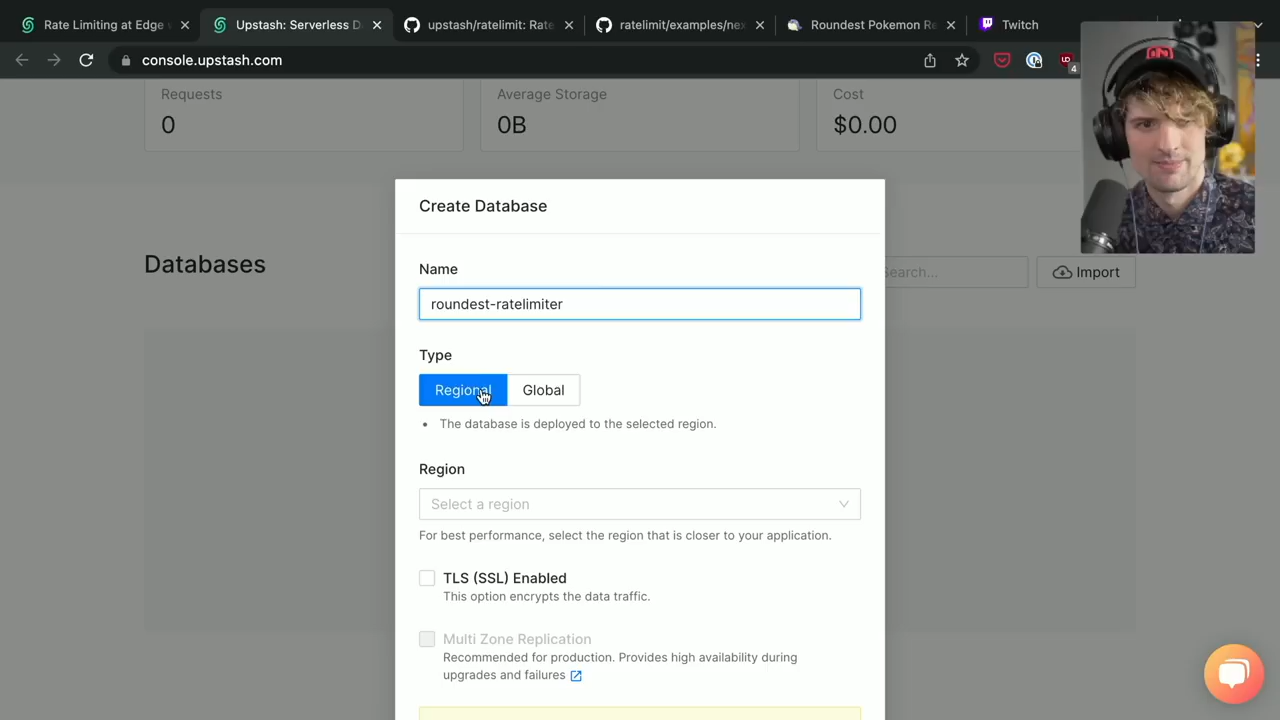 Rate Limiting at Edge
Upstash: Serverless D
upstash/ratelimit: Rate
ratelimit/examples/nex
Roundest Pokemon Re
Twitch
console.upstash.com
4
Requests
0
Average Storage
0B
Cost
$0.00
Create Database
Name
roundest-ratelimiter
Databases
Search...
Import
Type
Regional
Global
The database is deployed to the selected region.
Region
Select a region
For best performance, select the region that is closer to your application.
TLS (SSL) Enabled
This option encrypts the data traffic.
Multi Zone Replication
Recommended for production. Provides high availability during
upgrades and failures